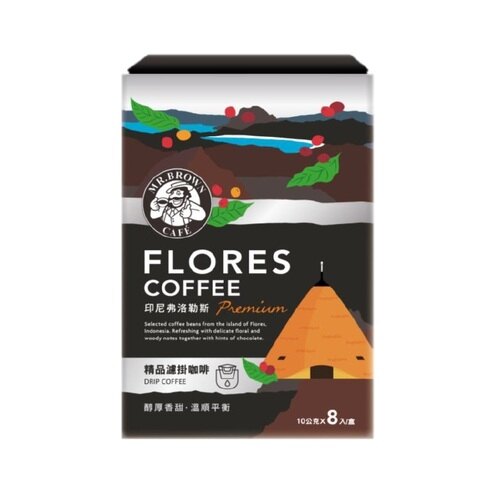 MR. BROWN
CAFÉ
FLORES
COFFEE
印尼弗洛勒斯 Premium
Selected coffee beans from the island of Flores,
Indonesia. Refreshing with delicate floral and
woody notes together with hints of chocolate.
精品濾掛咖啡
DRIP COFFEE
醇厚香甜·溫順平衡
10公克X8入/盒